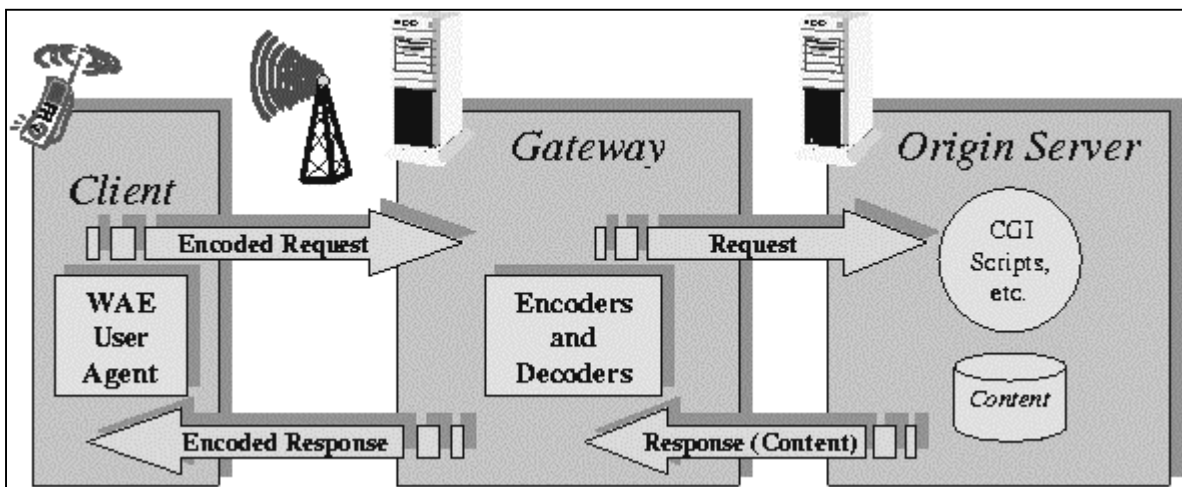 Client
Gateway
Origin Server
Encoded Request
Request
CGI
Scripts,
etc.
WAE
User
Agent
Encoders
and
Decoders
Content
Encoded Response
Response (Content)